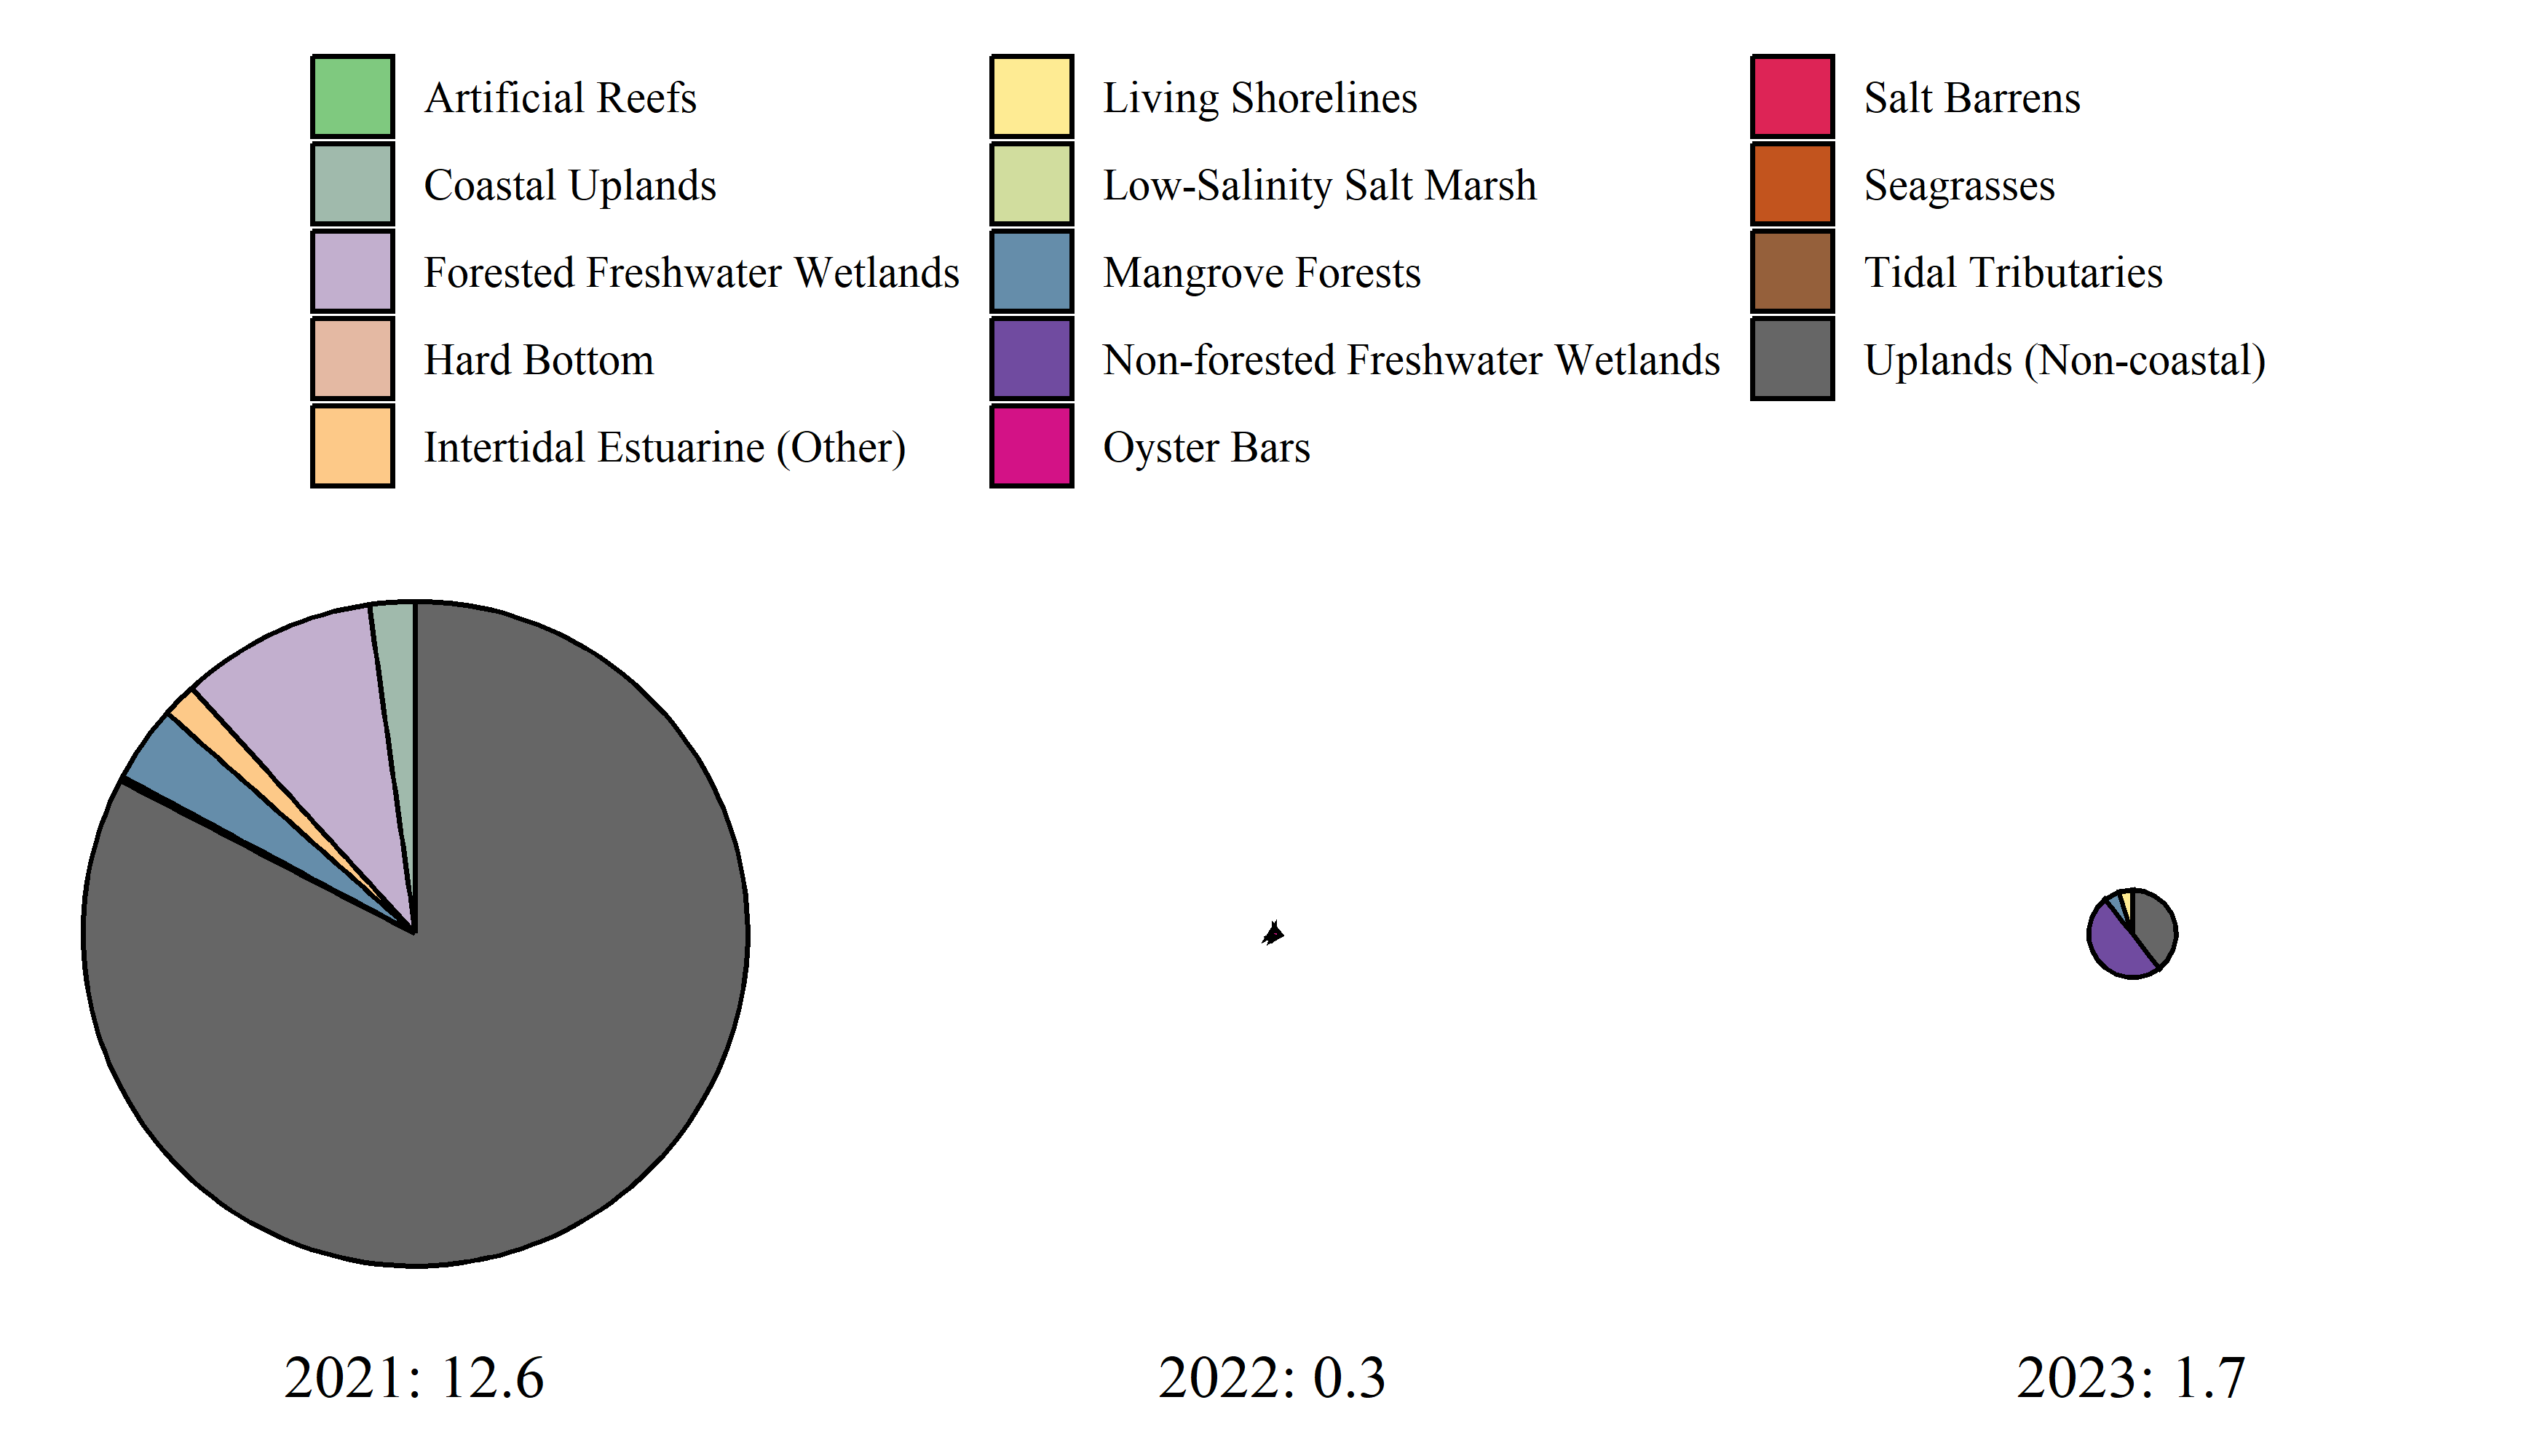 Artificial Reefs
Coastal Uplands
Forested Freshwater Wetlands
Hard Bottom
Intertidal Estuarine (Other)
Living Shorelines
Low-Salinity Salt Marsh
Mangrove Forests
Non-forested Freshwater Wetlands
Oyster Bars
Salt Barrens
Seagrasses
Tidal Tributaries
Uplands (Non-coastal)
2021: 12.6
2022: 0.3
2023: 1.7